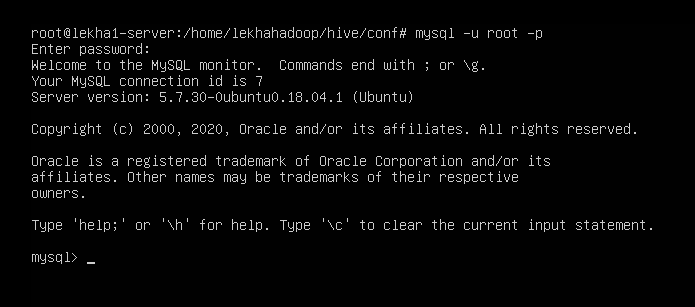 root@lekha1-server:/home/lekhahadoop/hive/conf# mysql -u root -p
Enter password:
Welcome to the MySQL monitor.  Commands end with ; or \g.
Your MySQL connection id is 7
Server version: 5.7.30-0ubuntu0.18.04.1 (Ubuntu)
Copyright (c) 2000, 2020, Oracle and/or its affiliates. All rights reserved.
Oracle is a registered trademark of Oracle Corporation and/or its
affiliates. Other names may be trademarks of their respective
owners.
Type 'help;' or '\h' for help. Type '\c' to clear the current input statement.
mysql> _